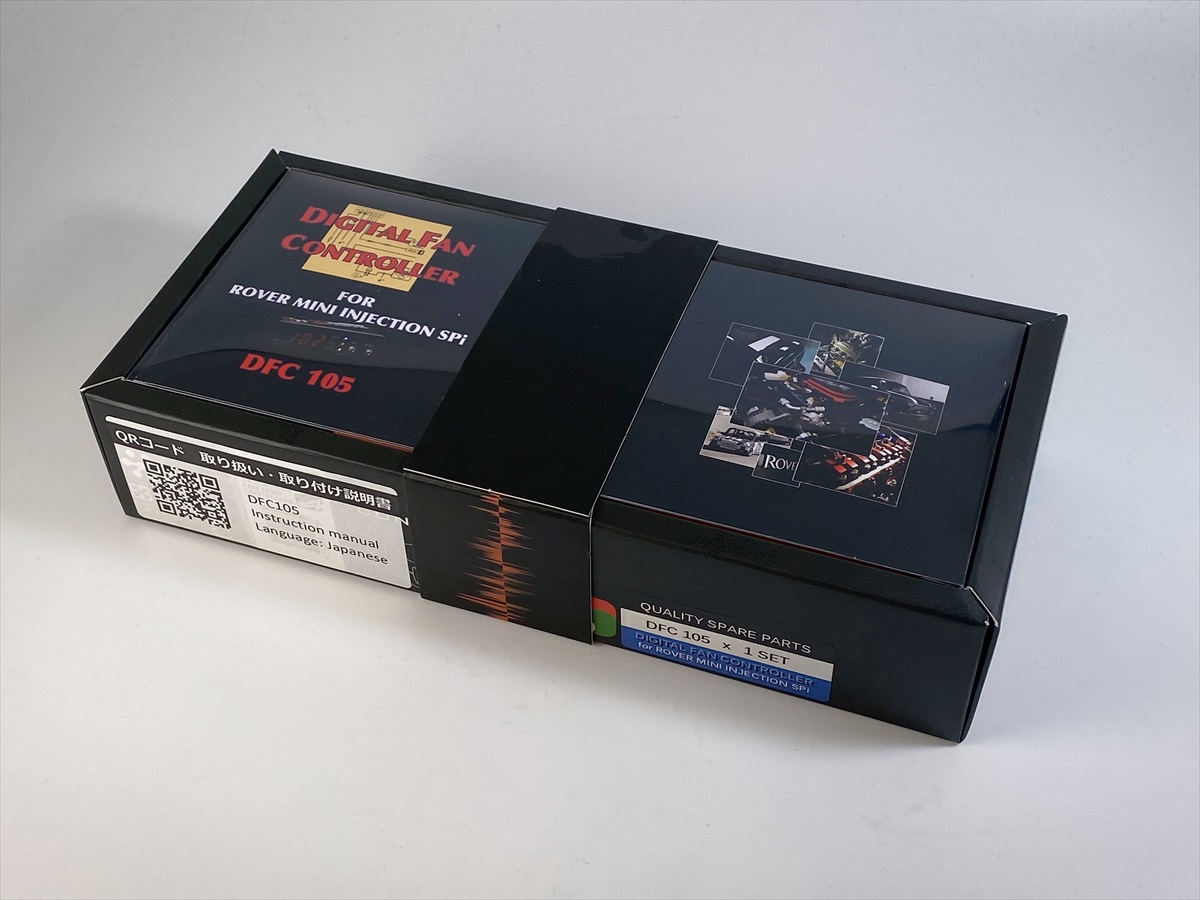 DIGITAL FAN
CONTROLLER
FOR
ROVER MINI INJECTION SPi
DFC 105
QRコード 取り扱い・取り付け説明書
DFC105
Instruction manual
Language: Japanese
ROVE
QUALITY SPARE PARTS
DFC 105 x 1 SET
DIGITAL FAN CONTROLLER
for ROVER MINI INJECTION SPi